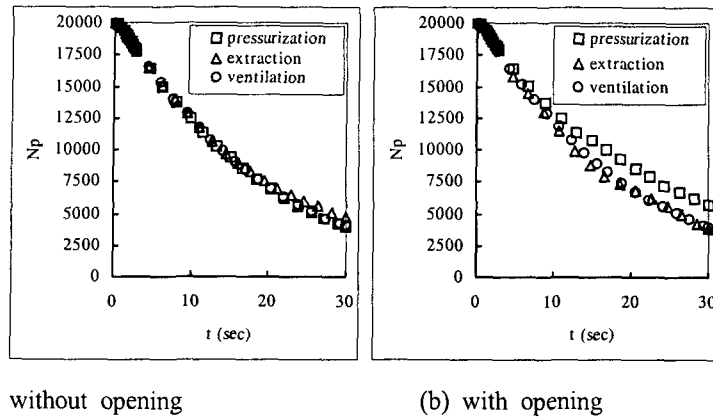 20000
17500
15000
12500
10000
7500
5000
2500
0
Np
pressurization
extraction
ventilation
0 10 20 30
t (sec)
20000
17500
15000
12500
10000
7500
5000
2500
0
Np
pressurization
extraction
ventilation
0 10 20 30
t (sec)
without opening
(b) with opening